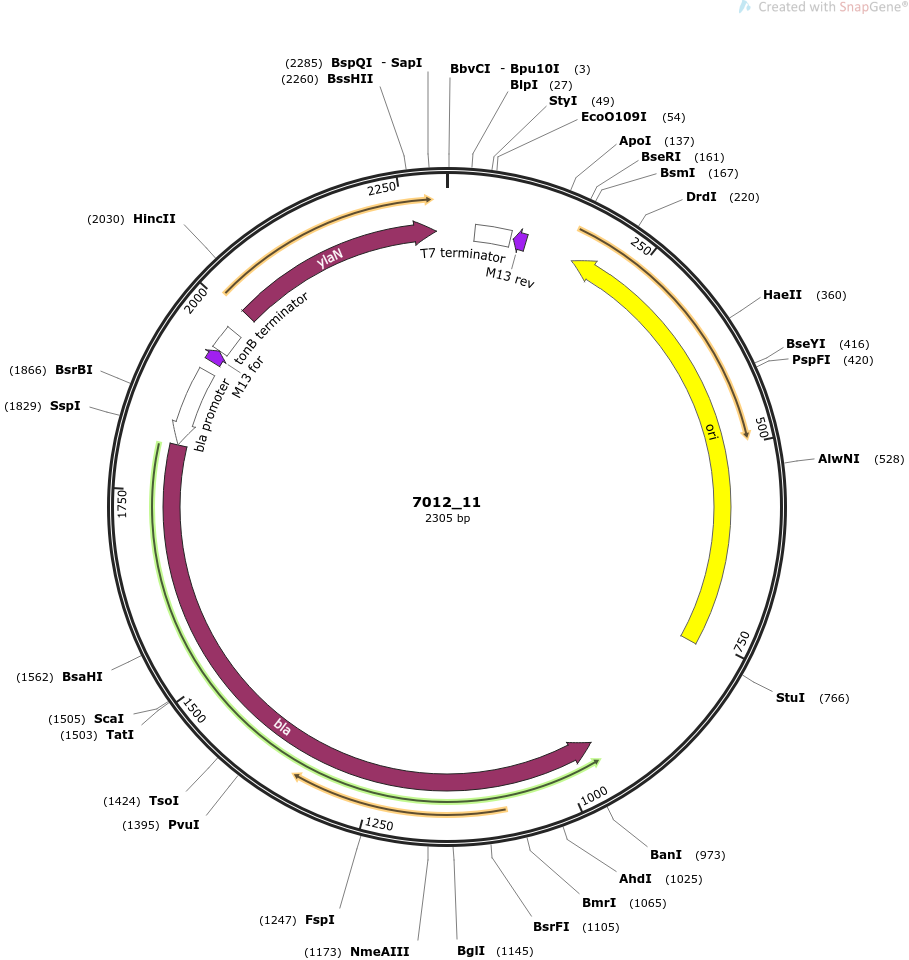 Created with SnapGene®
(2285) BspQI - SapI
(2260) BssHII
BbvCI - Bpu10I (3)
BlpI (27)
StyI (49)
EcoO109I (54)
ApoI (137)
BseRI (161)
BsmI (167)
DrdI (220)
2250
(2030) HincII
ylaN
T7 terminator
M13 rev
250
2000
tonB terminator
M13 for
HaeII (360)
BseYI (416)
PspFI (420)
(1866) BsrBI
(1829) SspI
bla promoter
ori
500
AlwNI (528)
1750
7012_11
2305 bp
750
(1562) BsaHI
StuI (766)
(1505) ScaI
(1503) TatI
1500
bla
(1424) TsoI
(1395) PvuI
1000
1250
BanI (973)
AhdI (1025)
BmrI (1065)
(1247) FspI
BsrFI (1105)
(1173) NmeAIII
BglI (1145)